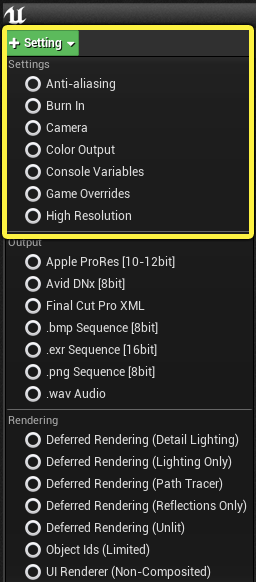 + Setting
Settings
Anti-aliasing
Burn In
Camera
Color Output
Console Variables
Game Overrides
High Resolution
Output
Apple ProRes [10-12bit]
Avid DNx [8bit]
Final Cut Pro XML
.bmp Sequence [8bit]
.exr Sequence [16bit]
.png Sequence [8bit]
.wav Audio
Rendering
Deferred Rendering (Detail Lighting)
Deferred Rendering (Lighting Only)
Deferred Rendering (Path Tracer)
Deferred Rendering (Reflections Only)
Deferred Rendering (Unlit)
Object Ids (Limited)
UI Renderer (Non-Composited)